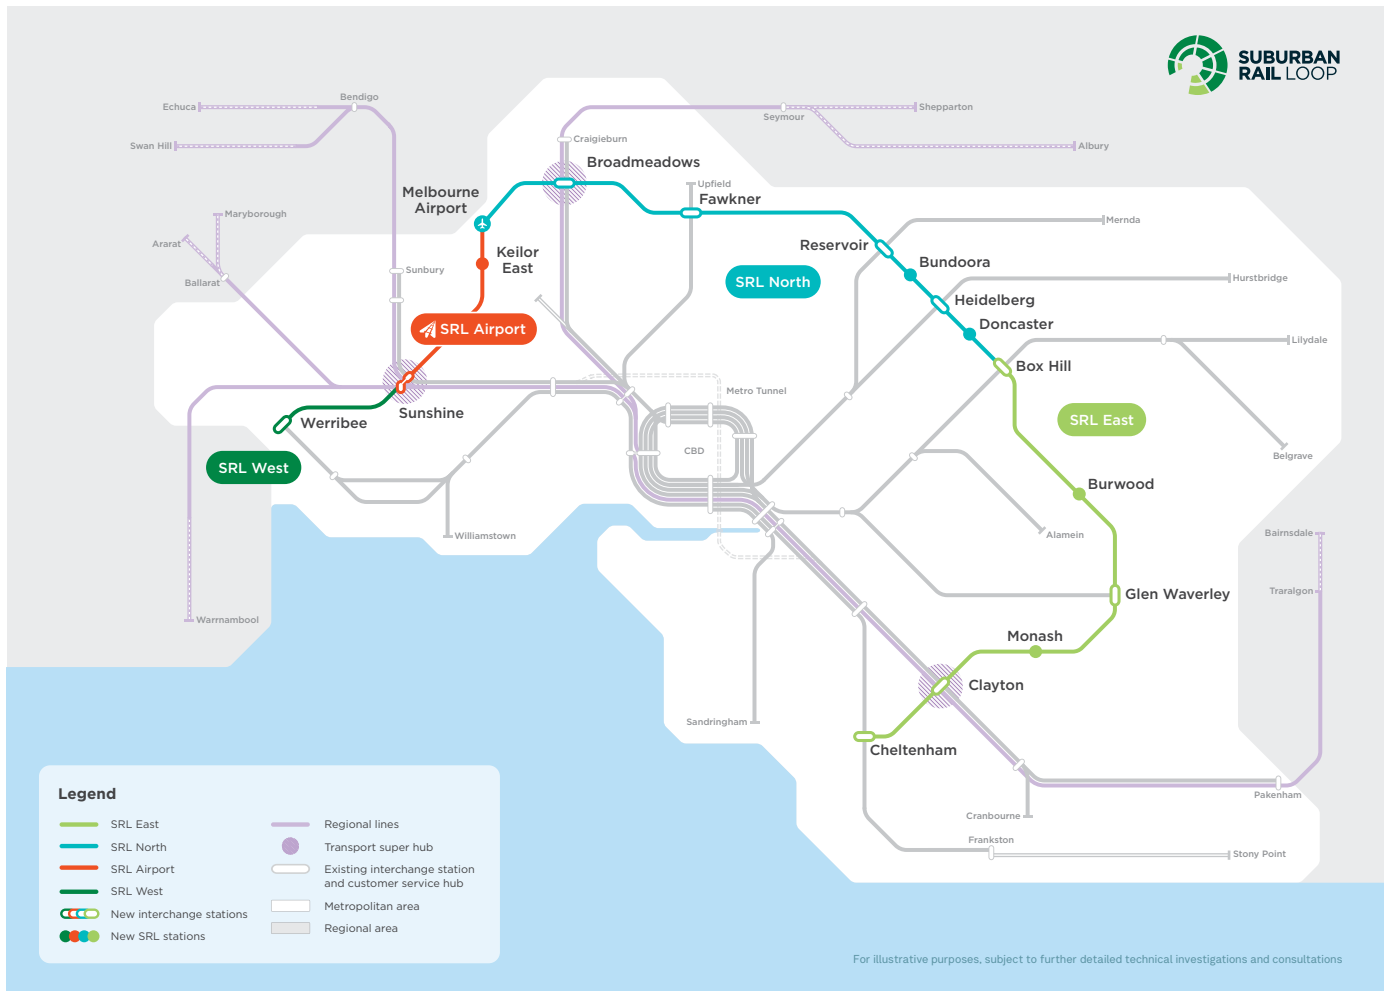 SUBURBAN
RAIL LOOP
Echuca
Bendigo
Swan Hill
Craigieburn
Seymour
Shepparton
Albury
Broadmeadows
Melbourne
Airport
Upfield
Fawkner
Maryborough
Ararat
Ballarat
Sunbury
Keilor
East
Reservoir
Mernda
Bundoora
SRL North
Hurstbridge
Heidelberg
Doncaster
SRL Airport
Lilydale
Box Hill
Metro Tunnel
Sunshine
Werribee
SRL East
CBD
Belgrave
SRL West
Burwood
Williamstown
Alamein
Bairnsdale
Traralgon
Glen Waverley
Warrnambool
Monash
Clayton
Sandringham
Cheltenham
Pakenham
Cranbourne
Frankston
Stony Point
Legend
SRL East
SRL North
SRL Airport
SRL West
New interchange stations
New SRL stations
Regional lines
Transport super hub
Existing interchange station
and customer service hub
Metropolitan area
Regional area
For illustrative purposes, subject to further detailed technical investigations and consultations